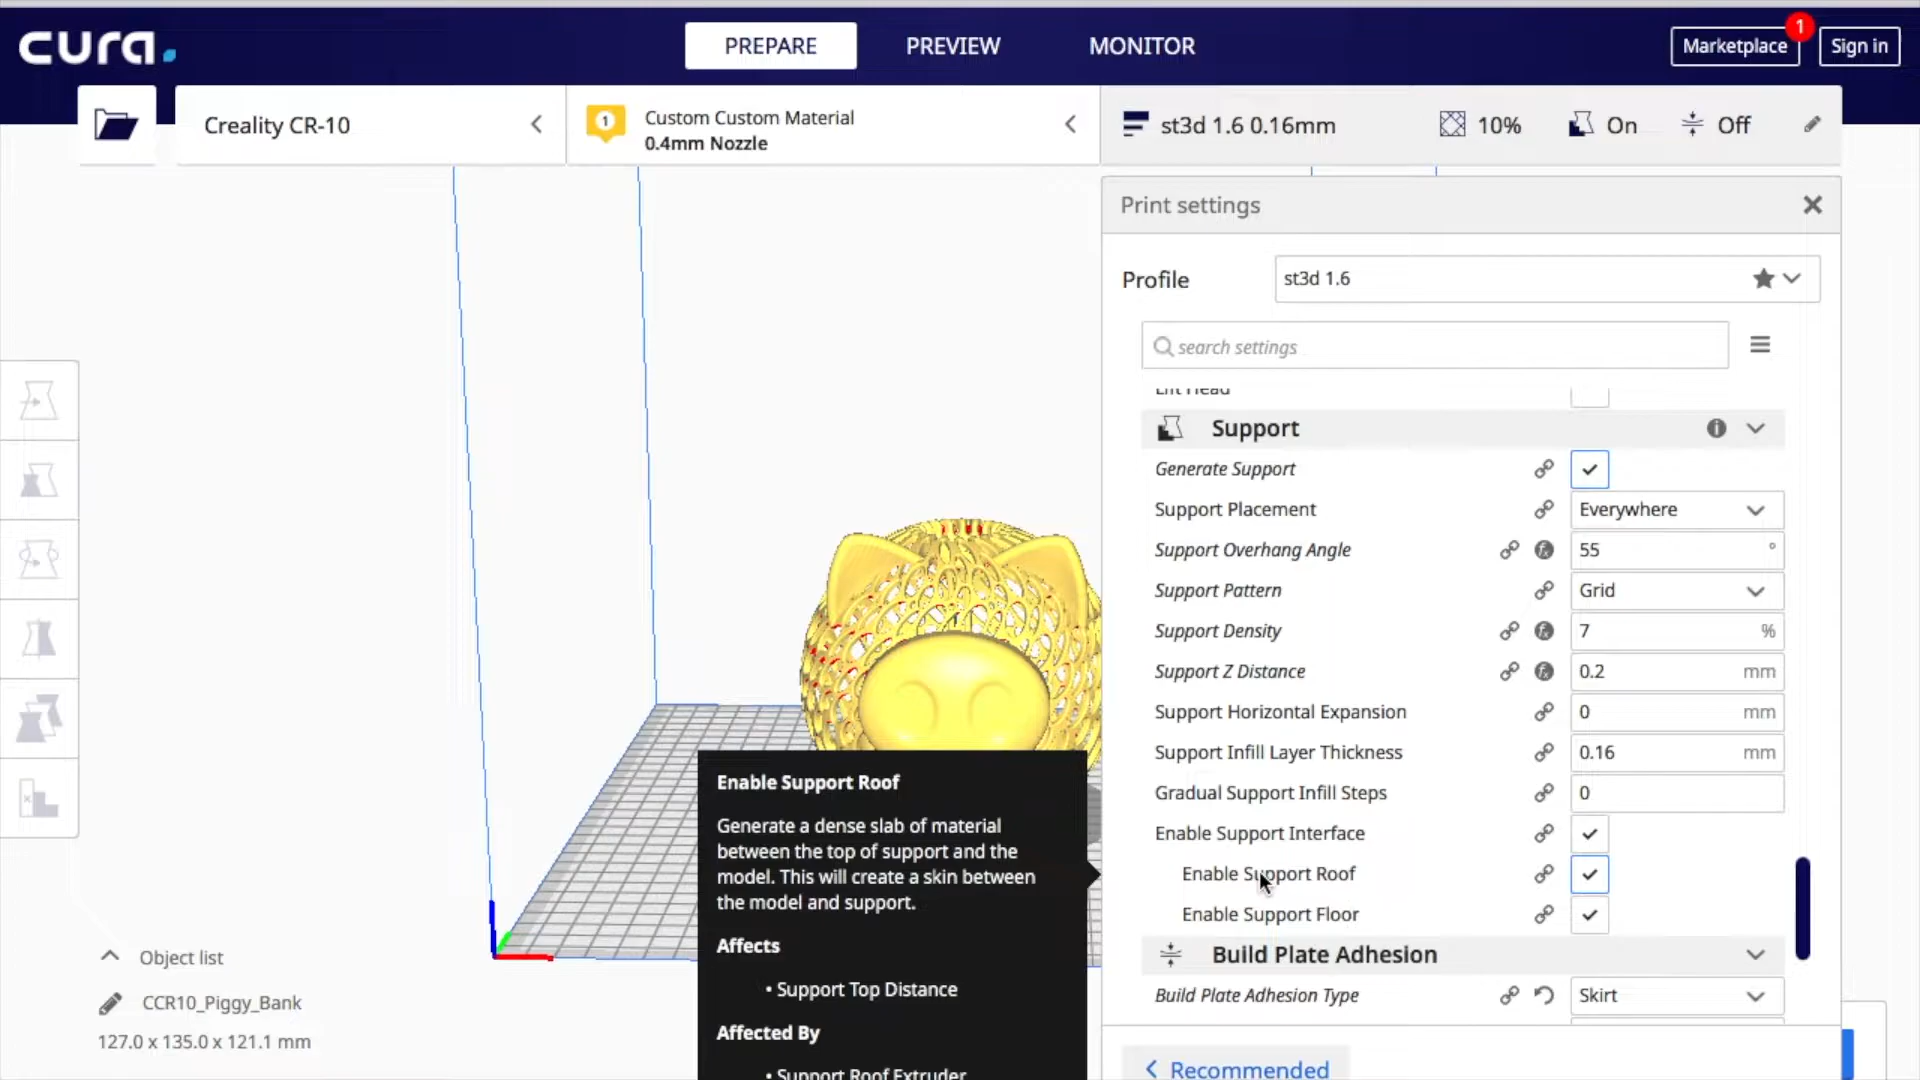 cura.
PREPARE
PREVIEW
MONITOR
Marketplace
1
Sign in
Creality CR-10
1
Custom Custom Material
0.4mm Nozzle
st3d 1.6 0.16mm
10%
On
Off
Print settings
Profile
st3d 1.6
search settings
Lift Head
Support
Generate Support
Support Placement
Everywhere
Support Overhang Angle
55
°
Support Pattern
Grid
Support Density
7
%
Support Z Distance
0.2
mm
Support Horizontal Expansion
0
mm
Support Infill Layer Thickness
0.16
mm
Gradual Support Infill Steps
0
Enable Support Interface
Enable Support Roof
Enable Support Floor
Build Plate Adhesion
Build Plate Adhesion Type
Skirt
Recommended
Enable Support Roof
Generate a dense slab of material
between the top of support and the
model. This will create a skin between
the model and support.
Affects
• Support Top Distance
Affected By
• Support Roof Extruder
Object list
CCR10_Piggy_Bank
127.0 x 135.0 x 121.1 mm